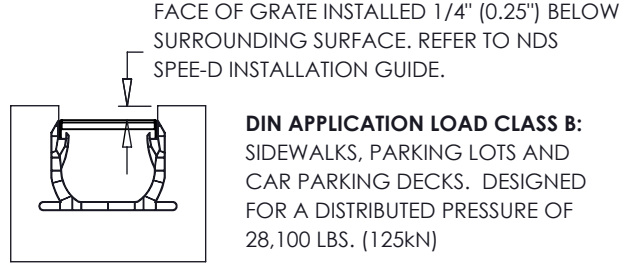 FACE OF GRATE INSTALLED 1/4" (0.25") BELOW
SURROUNDING SURFACE. REFER TO NDS
SPEE-D INSTALLATION GUIDE.
DIN APPLICATION LOAD CLASS B:
SIDEWALKS, PARKING LOTS AND
CAR PARKING DECKS. DESIGNED
FOR A DISTRIBUTED PRESSURE OF
28,100 LBS. (125kN)